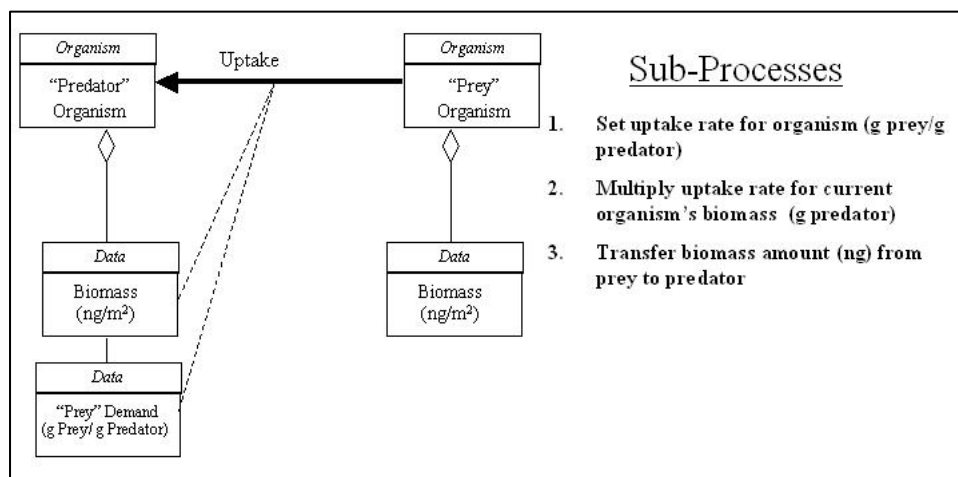 Organism
"Predator"
Organism
Uptake
Organism
"Prey"
Organism
Data
Biomass
(ng/m²)
Data
"Prey" Demand
(g Prey/ g Predator)
Data
Biomass
(ng/m²)
Sub-Processes
1. Set uptake rate for organism (g prey/g
predator)
2. Multiply uptake rate for current
organism's biomass (g predator)
3. Transfer biomass amount (ng) from
prey to predator